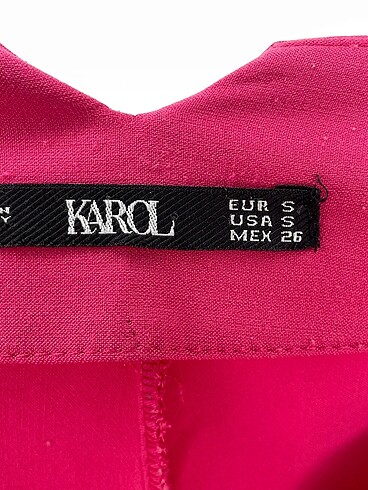 N
Y
KAROL
EUR S
USA S
MEX 26